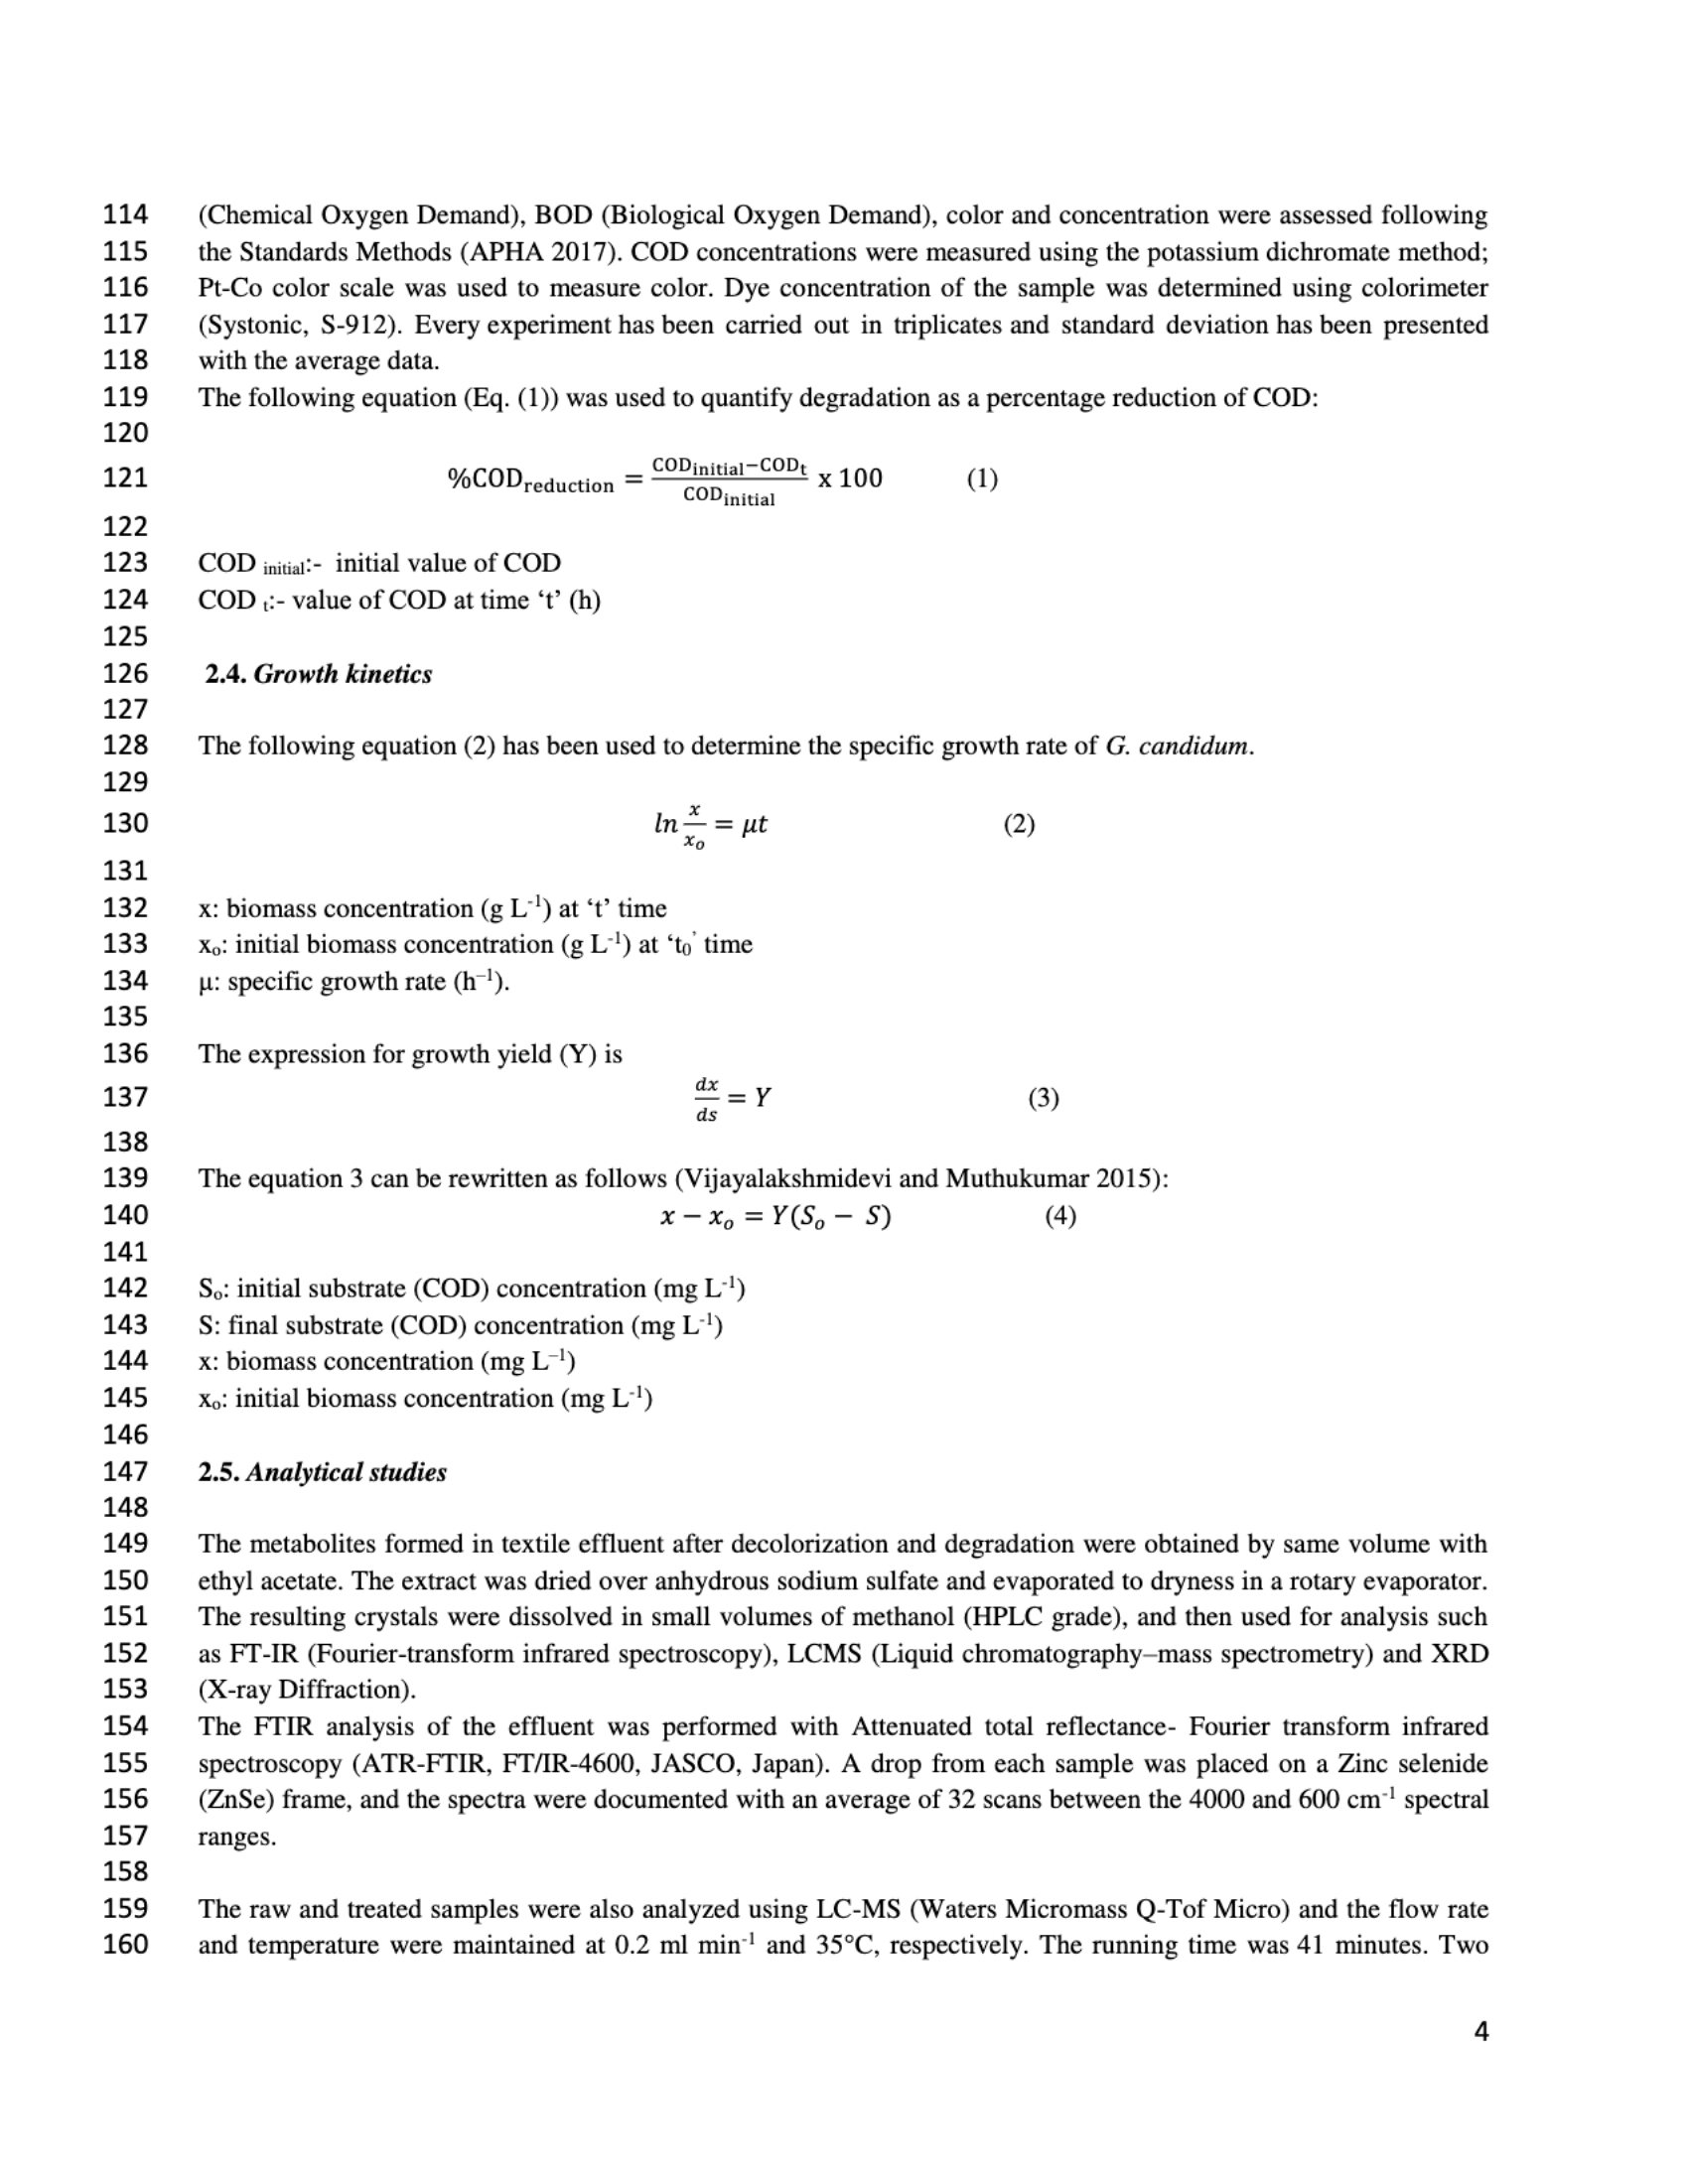 114 (Chemical Oxygen Demand), BOD (Biological Oxygen Demand), color and concentration were assessed following
115 the Standards Methods (APHA 2017). COD concentrations were measured using the potassium dichromate method;
116 Pt-Co color scale was used to measure color. Dye concentration of the sample was determined using colorimeter
117 (Systonic, S-912). Every experiment has been carried out in triplicates and standard deviation has been presented
118 with the average data.
119 The following equation (Eq. (1)) was used to quantify degradation as a percentage reduction of COD:
120
121 %COD_reduction = (COD_initial−COD_t)/(COD_initial) x 100 (1)
122
123 COD initial:- initial value of COD
124 COD t:- value of COD at time ‘t’ (h)
125
126 2.4. Growth kinetics
127
128 The following equation (2) has been used to determine the specific growth rate of G. candidum.
129
130 ln x/x_o = μt (2)
131
132 x: biomass concentration (g L⁻¹) at ‘t’ time
133 x_o: initial biomass concentration (g L⁻¹) at ‘t₀’ time
134 μ: specific growth rate (h⁻¹).
135
136 The expression for growth yield (Y) is
137 dx/ds = Y (3)
138
139 The equation 3 can be rewritten as follows (Vijayalakshmidevi and Muthukumar 2015):
140 x − x_o = Y(S_o − S) (4)
141
142 S_o: initial substrate (COD) concentration (mg L⁻¹)
143 S: final substrate (COD) concentration (mg L⁻¹)
144 x: biomass concentration (mg L⁻¹)
145 x_o: initial biomass concentration (mg L⁻¹)
146
147 2.5. Analytical studies
148
149 The metabolites formed in textile effluent after decolorization and degradation were obtained by same volume with
150 ethyl acetate. The extract was dried over anhydrous sodium sulfate and evaporated to dryness in a rotary evaporator.
151 The resulting crystals were dissolved in small volumes of methanol (HPLC grade), and then used for analysis such
152 as FT-IR (Fourier-transform infrared spectroscopy), LCMS (Liquid chromatography–mass spectrometry) and XRD
153 (X-ray Diffraction).
154 The FTIR analysis of the effluent was performed with Attenuated total reflectance- Fourier transform infrared
155 spectroscopy (ATR-FTIR, FT/IR-4600, JASCO, Japan). A drop from each sample was placed on a Zinc selenide
156 (ZnSe) frame, and the spectra were documented with an average of 32 scans between the 4000 and 600 cm⁻¹ spectral
157 ranges.
158
159 The raw and treated samples were also analyzed using LC-MS (Waters Micromass Q-Tof Micro) and the flow rate
160 and temperature were maintained at 0.2 ml min⁻¹ and 35°C, respectively. The running time was 41 minutes. Two
4